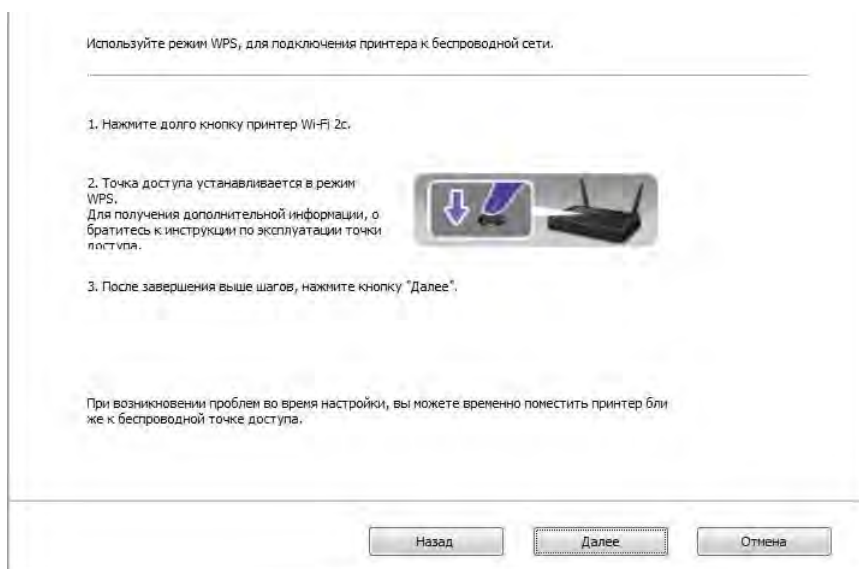 Используйте режим WPS, для подключения принтера к беспроводной сети.
1. Нажмите долго кнопку принтер Wi-Fi 2с.
2. Точка доступа устанавливается в режим
WPS.
Для получения дополнительной информации, о
братитесь к инструкции по эксплуатации точки
доступа.
3. После завершения выше шагов, нажмите кнопку "Далее".
При возникновении проблем во время настройки, вы можете временно поместить принтер бли
же к беспроводной точке доступа.
Назад
Далее
Отмена